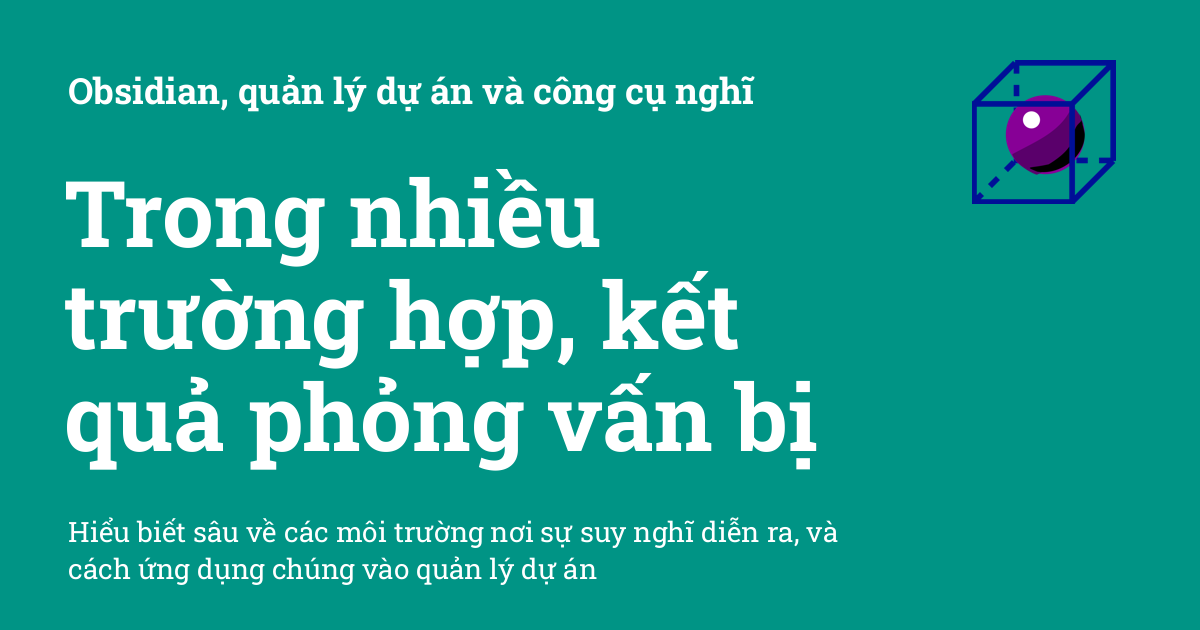 Obsidian, quản lý dự án và công cụ nghĩ
Trong nhiều
trường hợp, kết
quả phỏng vấn bị
Hiểu biết sâu về các môi trường nơi sự suy nghĩ diễn ra, và
cách ứng dụng chúng vào quản lý dự án